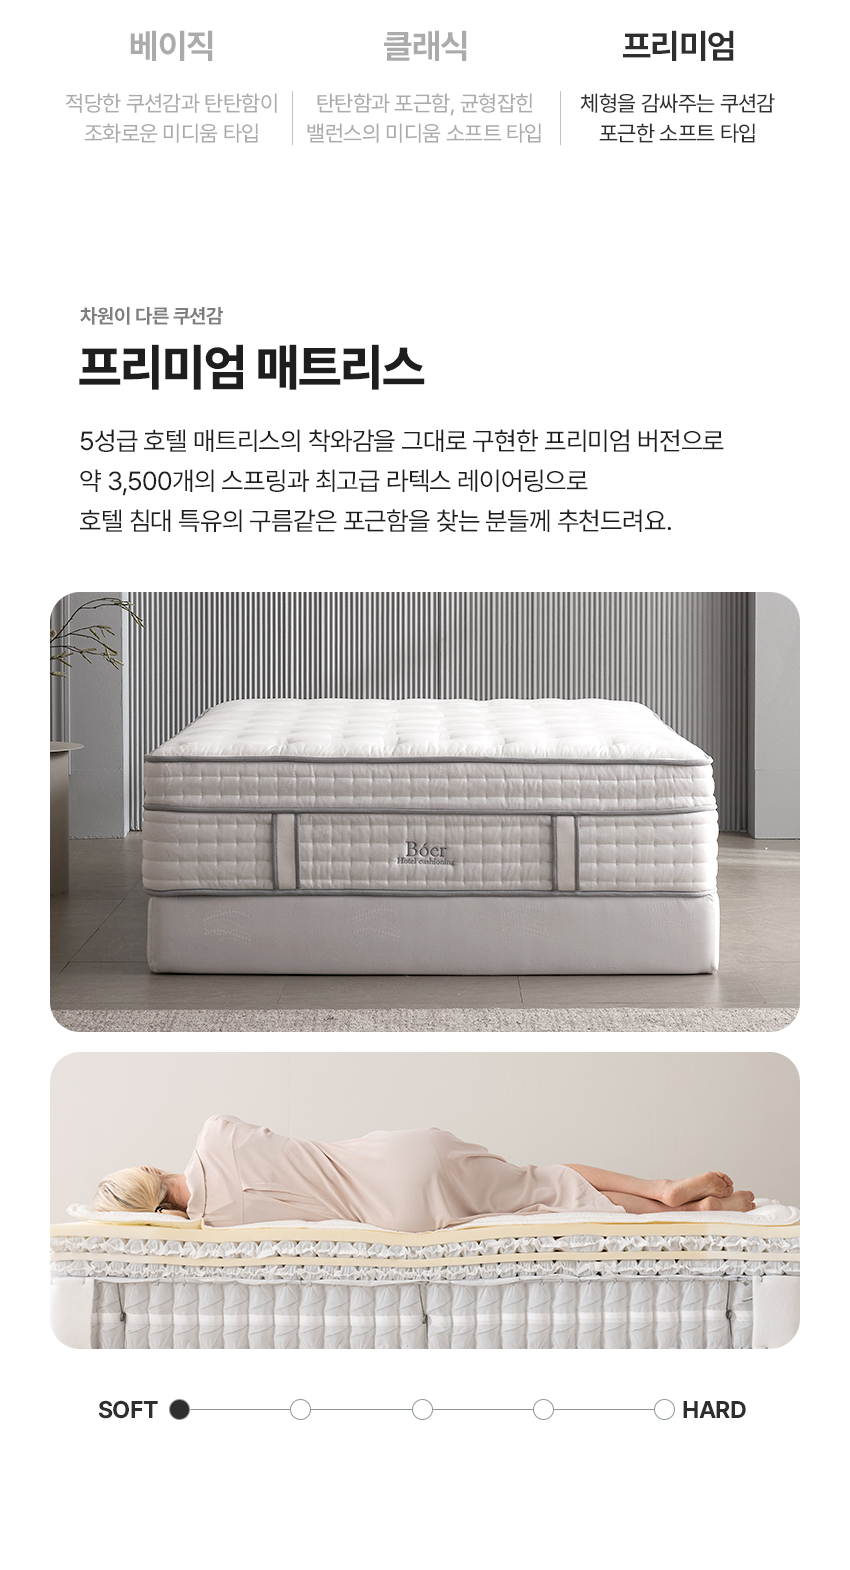 베이직
적당한 쿠션감과 탄탄함이
조화로운 미디움 타입
클래식
탄탄함과 포근함, 균형잡힌
밸런스의 미디움 소프트 타입
프리미엄
체형을 감싸주는 쿠션감
포근한 소프트 타입
차원이 다른 쿠션감
프리미엄 매트리스
5성급 호텔 매트리스의 착와감을 그대로 구현한 프리미엄 버전으로
약 3,500개의 스프링과 최고급 라텍스 레이어링으로
호텔 침대 특유의 구름같은 포근함을 찾는 분들께 추천드려요.
Bóer
Hotel cushioning
SOFT
HARD